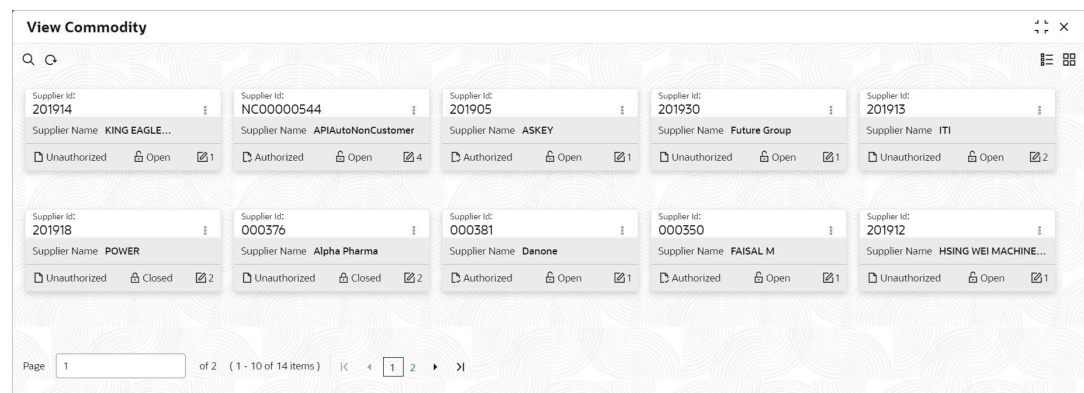 View Commodity
Supplier Id: Supplier Id: Supplier Id: Supplier Id: Supplier Id:
201914 NC00000544 201905 201930 201913
Supplier Name KING EAGLE... Supplier Name APIAutoNonCustomer Supplier Name ASKEY Supplier Name Future Group Supplier Name ITI
Unauthorized Open 1 Authorized Open 4 Authorized Open 1 Unauthorized Open 1 Unauthorized Open 2
Supplier Id: Supplier Id: Supplier Id: Supplier Id: Supplier Id:
201918 000376 000381 000350 201912
Supplier Name POWER Supplier Name Alpha Pharma Supplier Name Danone Supplier Name FAISAL M Supplier Name HSING WEI MACHINE...
Unauthorized Closed 2 Unauthorized Closed 2 Authorized Open 1 Authorized Open 1 Unauthorized Open 1
Page 1 of 2 ( 1 - 10 of 14 items ) 1 2